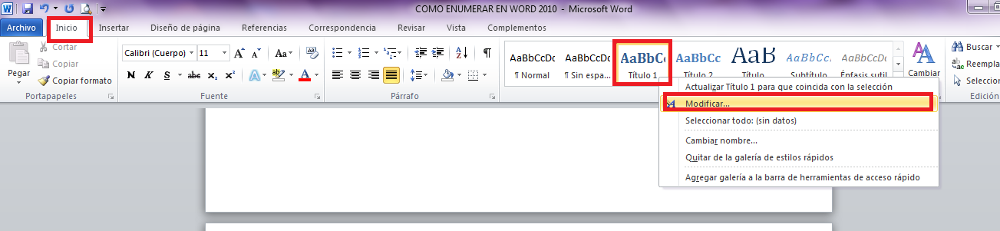 COMO ENUMERAR EN WORD 2010 - Microsoft Word
Archivo Inicio Insertar Diseño de página Referencias Correspondencia Revisar Vista Complementos
Pegar
Cortar
Copiar
Copiar formato
Portapapeles
Calibri (Cuerpo) 11
Fuente
Párrafo
AaBbCcDc AaBbCcDc AaBbCc AaBbCc AaBbC AaBbCc. AaBbCcDc
¶ Normal ¶ Sin espa... Título 1 Título 2 Título Subtítulo Énfasis sutil
Cambiar
Buscar
Reempla
Seleccion
Edición
Actualizar Título 1 para que coincida con la selección
Modificar...
Seleccionar todo: (sin datos)
Cambiar nombre...
Quitar de la galería de estilos rápidos
Agregar galería a la barra de herramientas de acceso rápido